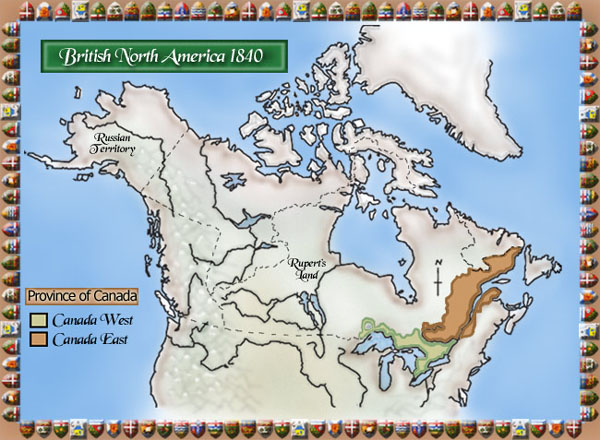 British North America 1840
Russian
Territory
Rupert's
Land
N
Province of Canada
Canada West
Canada East